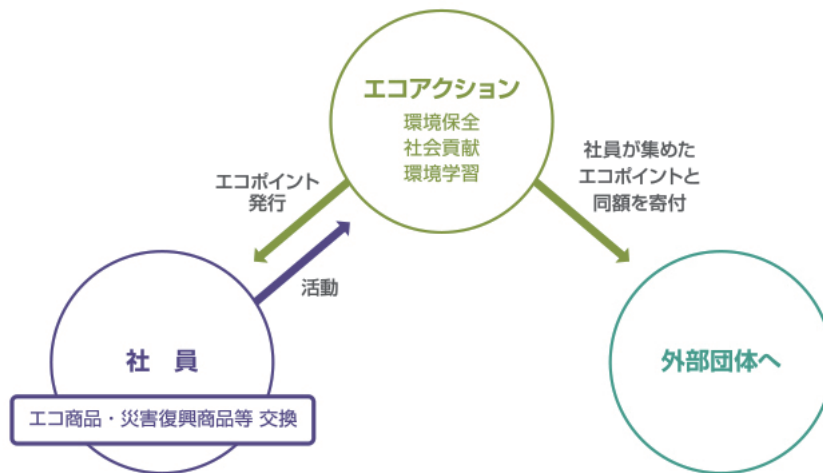 エコアクション
環境保全
社会貢献
環境学習
エコポイント
発行
活動
社員が集めた
エコポイントと
同額を寄付
社　員
エコ商品・災害復興商品等 交換
外部団体へ